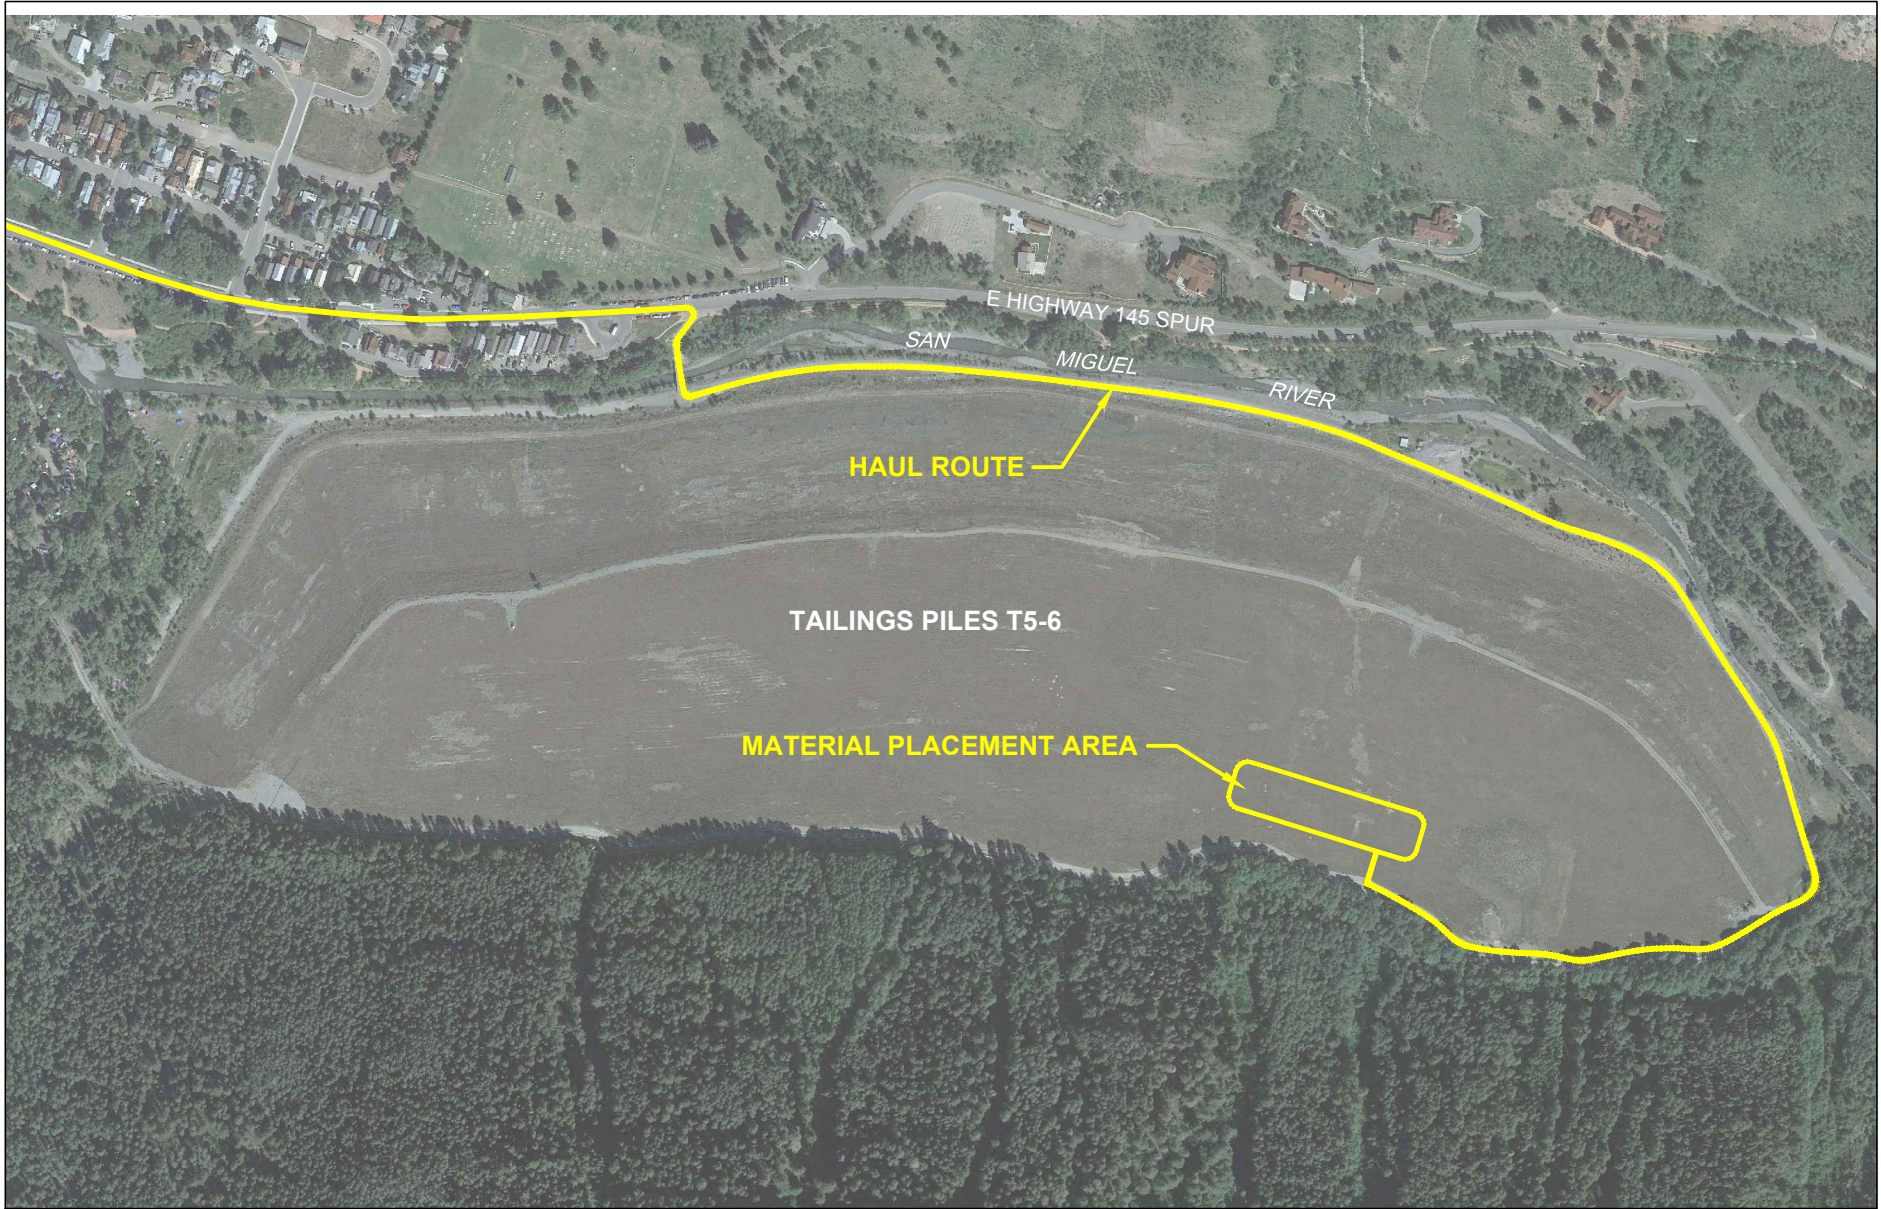 E HIGHWAY 145 SPUR
SAN MIGUEL RIVER
HAUL ROUTE
TAILINGS PILES T5-6
MATERIAL PLACEMENT AREA